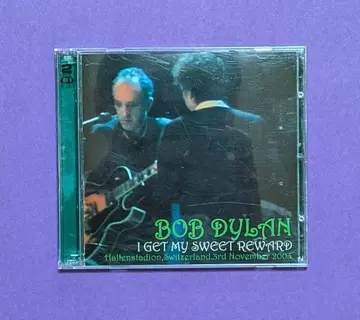 BOB DYLAN
I GET MY SWEET REWARD
Hallenstadion,Switzerland,3rd November 2005